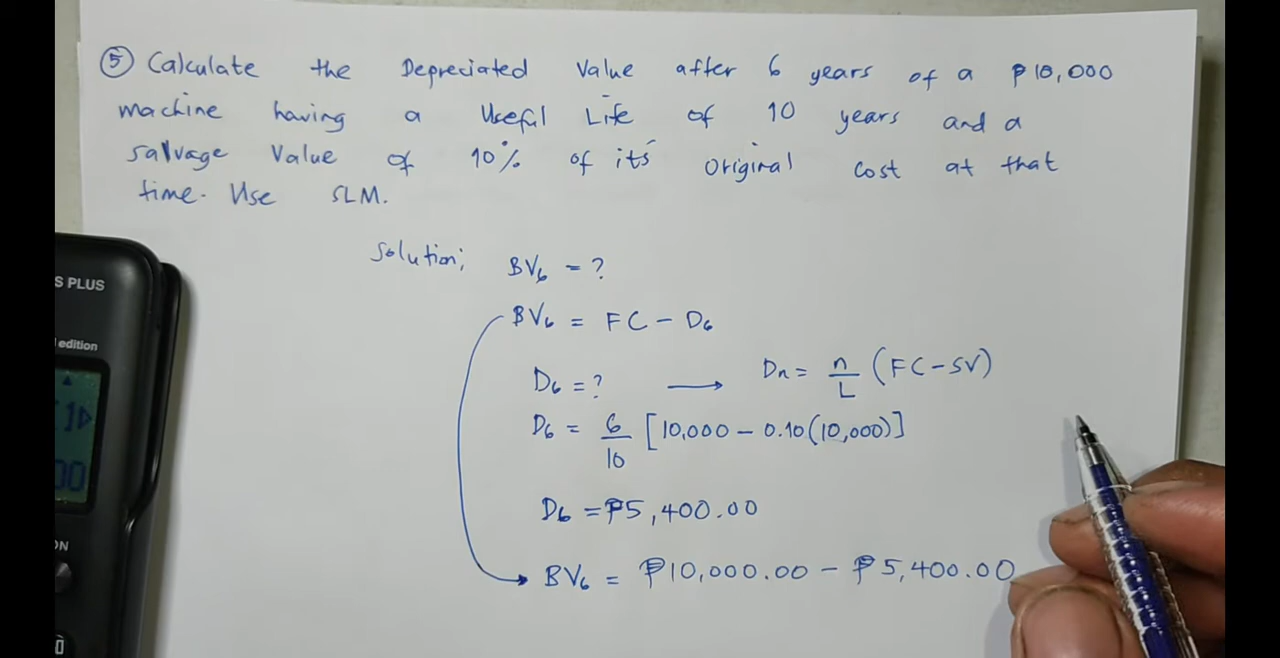 ⑤ Calculate the Depreciated Value after 6 years of a ₱10,000
machine having a Useful Life of 10 years and a
salvage Value of 10% of its original cost at that
time. Use SLM.
Solution;
BV₆ = ?
BV₆ = FC - D₆
D₆ = ? → Dn = n/L (FC-SV)
D₆ = 6/10 [10,000 - 0.10(10,000)]
D₆ = ₱5,400.00
BV₆ = ₱10,000.00 - ₱5,400.00
S PLUS
edition
1
00
ON